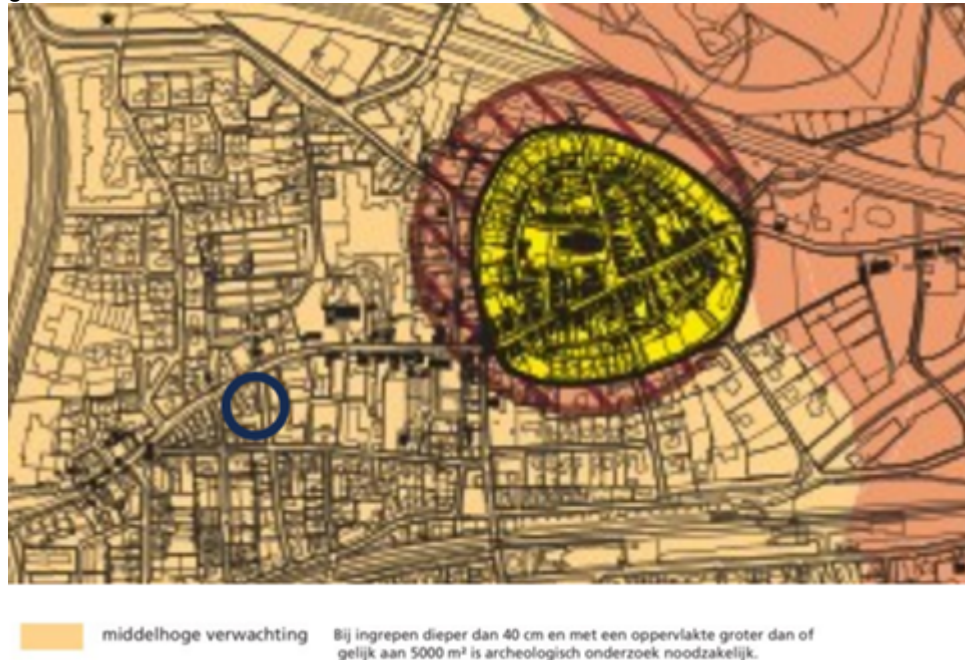 middelhoge verwachting Bij ingrepen dieper dan 40 cm en met een oppervlakte groter dan of
gelijk aan 5000 m² is archeologisch onderzoek noodzakelijk.